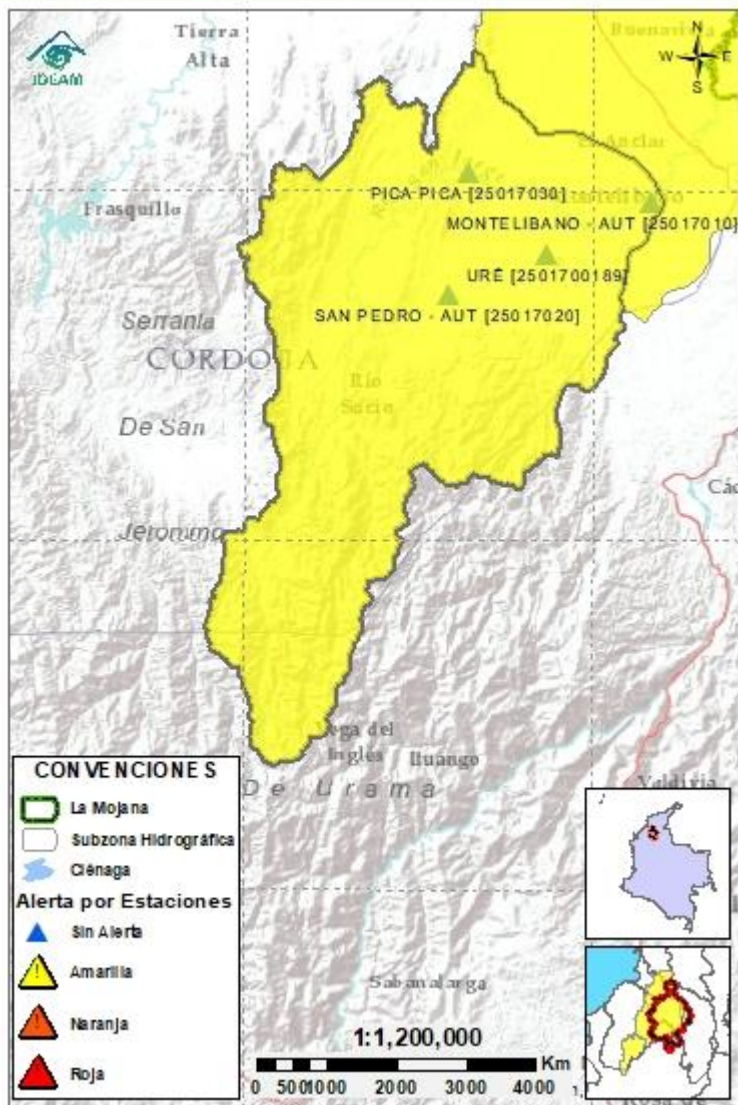 IDEAM
Tierra
Alta
Buenavista
N
W E
S
PICA PICA [25017030]
Frasquillo
MONTELIBANO - AUT [25017010]
URÉ [2501700189]
SAN PEDRO - AUT [25017020]
Serranía
De San
Jeronimo
Río
Sucio
Vega del
Ingles
Ituango
De Urama
Valdivia
Sabanalarga
CONVENCIONES
La Mojana
Subzona Hidrográfica
Ciénaga
Alerta por Estaciones
Sin Alerta
Amarilla
Naranja
Roja
1:1,200,000
Km
0 500 1000 2000 3000 4000